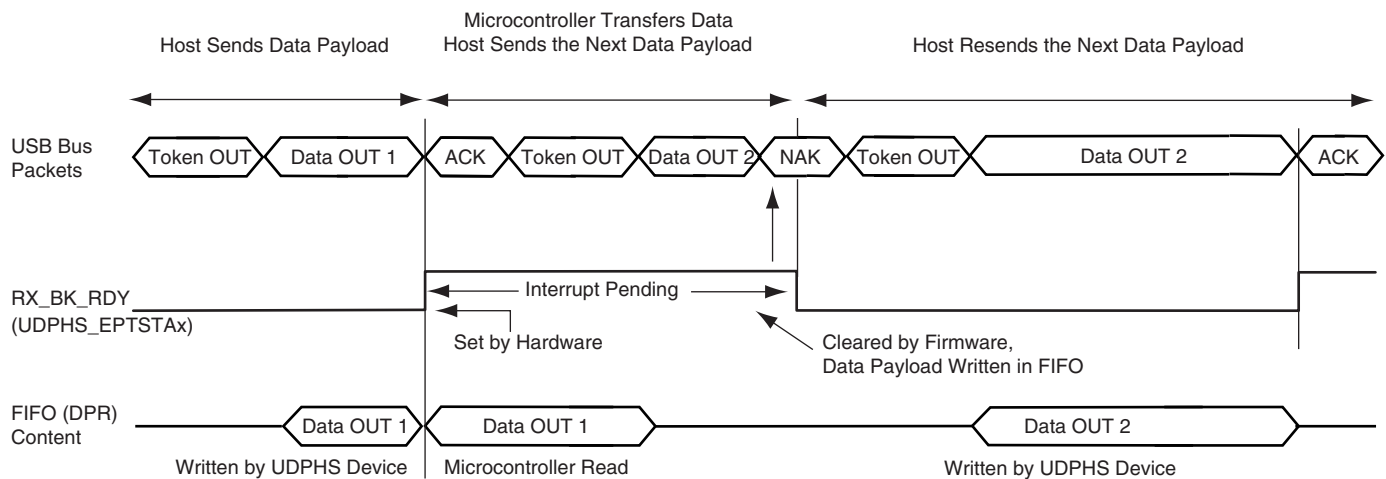 Host Sends Data Payload
Microcontroller Transfers Data
Host Sends the Next Data Payload
Host Resends the Next Data Payload
USB Bus
Packets
Token OUT
Data OUT 1
ACK
Token OUT
Data OUT 2
NAK
Token OUT
Data OUT 2
ACK
RX_BK_RDY
(UDPHS_EPTSTAx)
Interrupt Pending
Set by Hardware
Cleared by Firmware,
Data Payload Written in FIFO
FIFO (DPR)
Content
Data OUT 1
Data OUT 1
Data OUT 2
Written by UDPHS Device
Microcontroller Read
Written by UDPHS Device